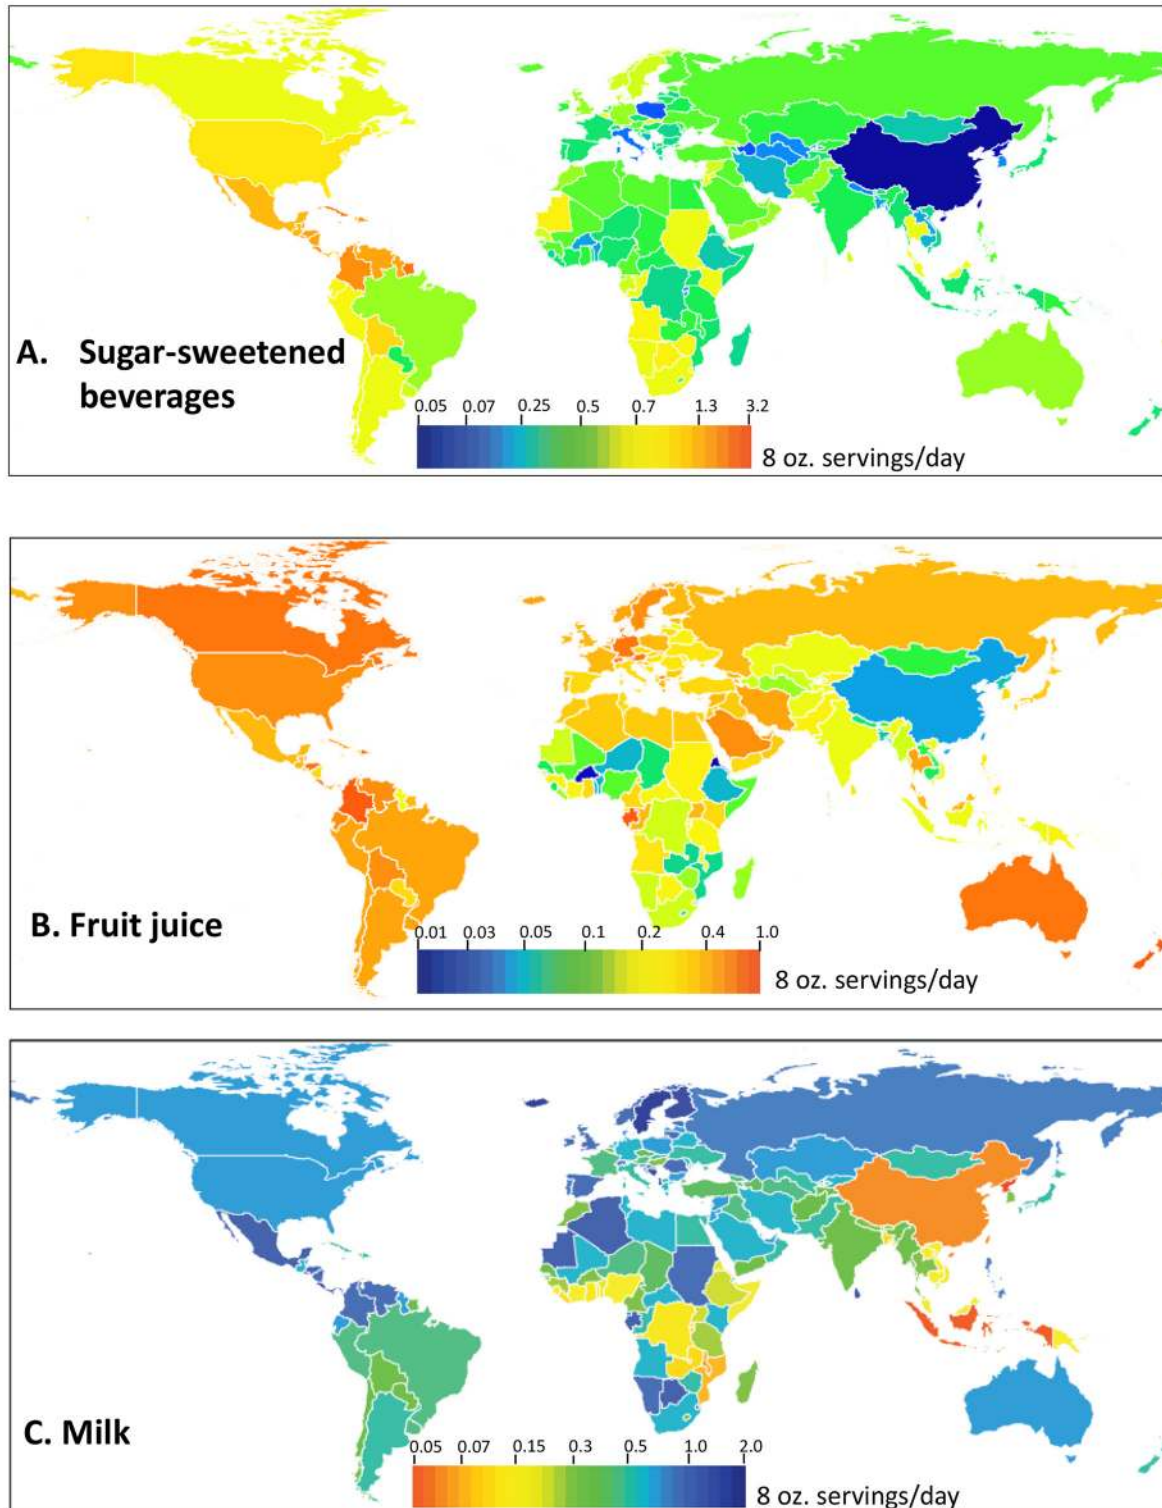 A. Sugar-sweetened
beverages
0.05 0.07 0.25 0.5 0.7 1.3 3.2
8 oz. servings/day
B. Fruit juice
0.01 0.03 0.05 0.1 0.2 0.4 1.0
8 oz. servings/day
C. Milk
0.05 0.07 0.15 0.3 0.5 1.0 2.0
8 oz. servings/day